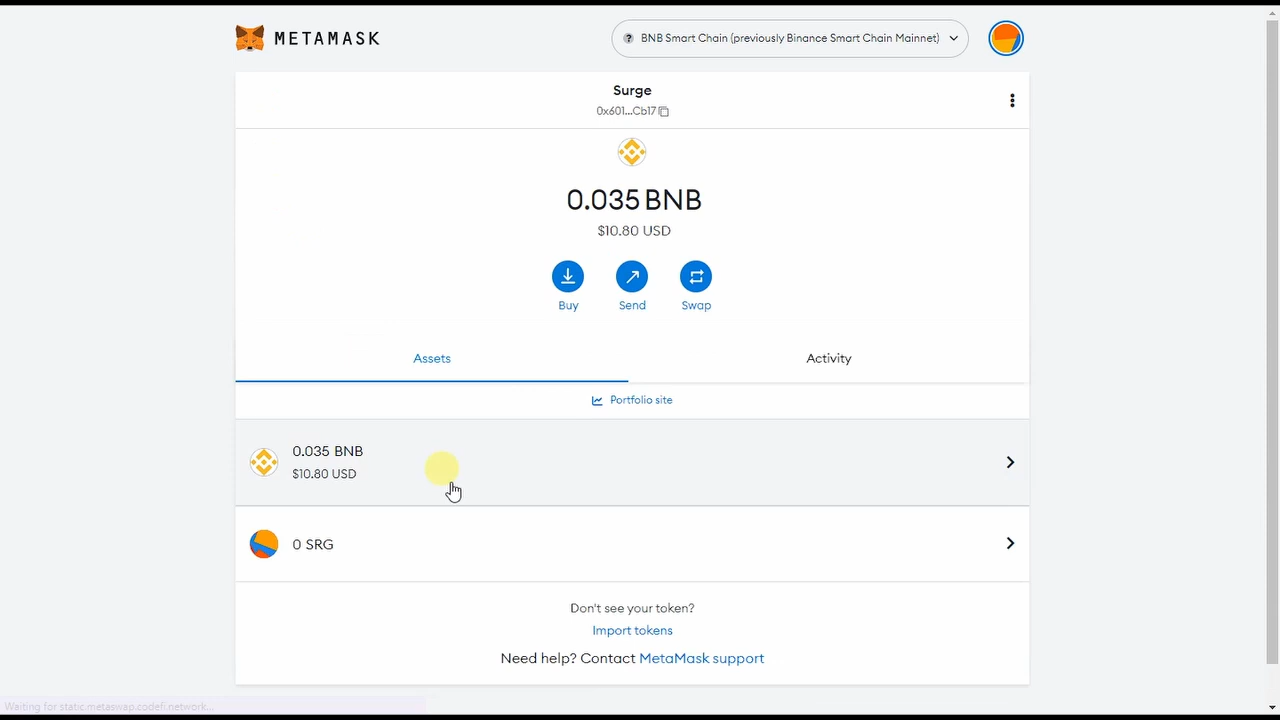 METAMASK
BNB Smart Chain (previously Binance Smart Chain Mainnet)
Surge
0x601...Cb17
0.035 BNB
$10.80 USD
Buy
Send
Swap
Assets
Activity
Portfolio site
0.035 BNB
$10.80 USD
0 SRG
Don't see your token?
Import tokens
Need help? Contact MetaMask support
Waiting for static.metaswap.codefi.network...